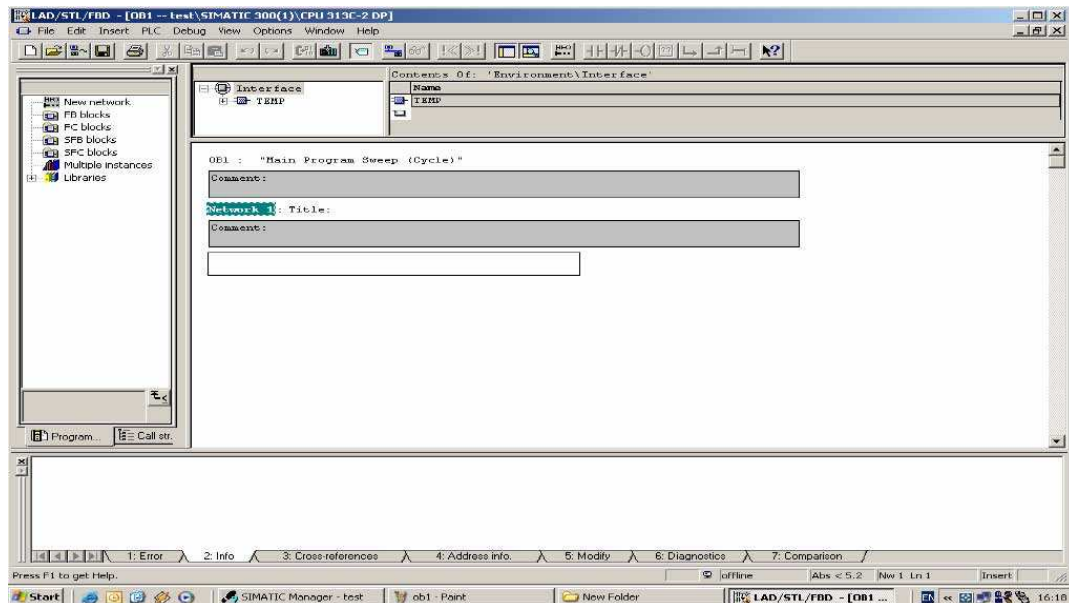 LAD/STL/FBD - [OB1 -- test\SIMATIC 300(1)\CPU 313C-2 DP]
File Edit Insert PLC Debug View Options Window Help
Contents Of: 'Environment\Interface'
Interface
TEMP
Name
TEMP
New network
FB blocks
FC blocks
SFB blocks
SFC blocks
Multiple instances
Libraries
OB1 : "Main Program Sweep (Cycle)"
Comment:
Network 1: Title:
Comment:
Program... Call str.
1: Error 2: Info 3: Cross-references 4: Address info. 5: Modify 6: Diagnostics 7: Comparison
Press F1 to get Help. offline Abs < 5.2 Nw 1 Ln 1 Insert
Start SIMATIC Manager - test ob1 - Paint New Folder LAD/STL/FBD - [OB1 ... EN « 16:18